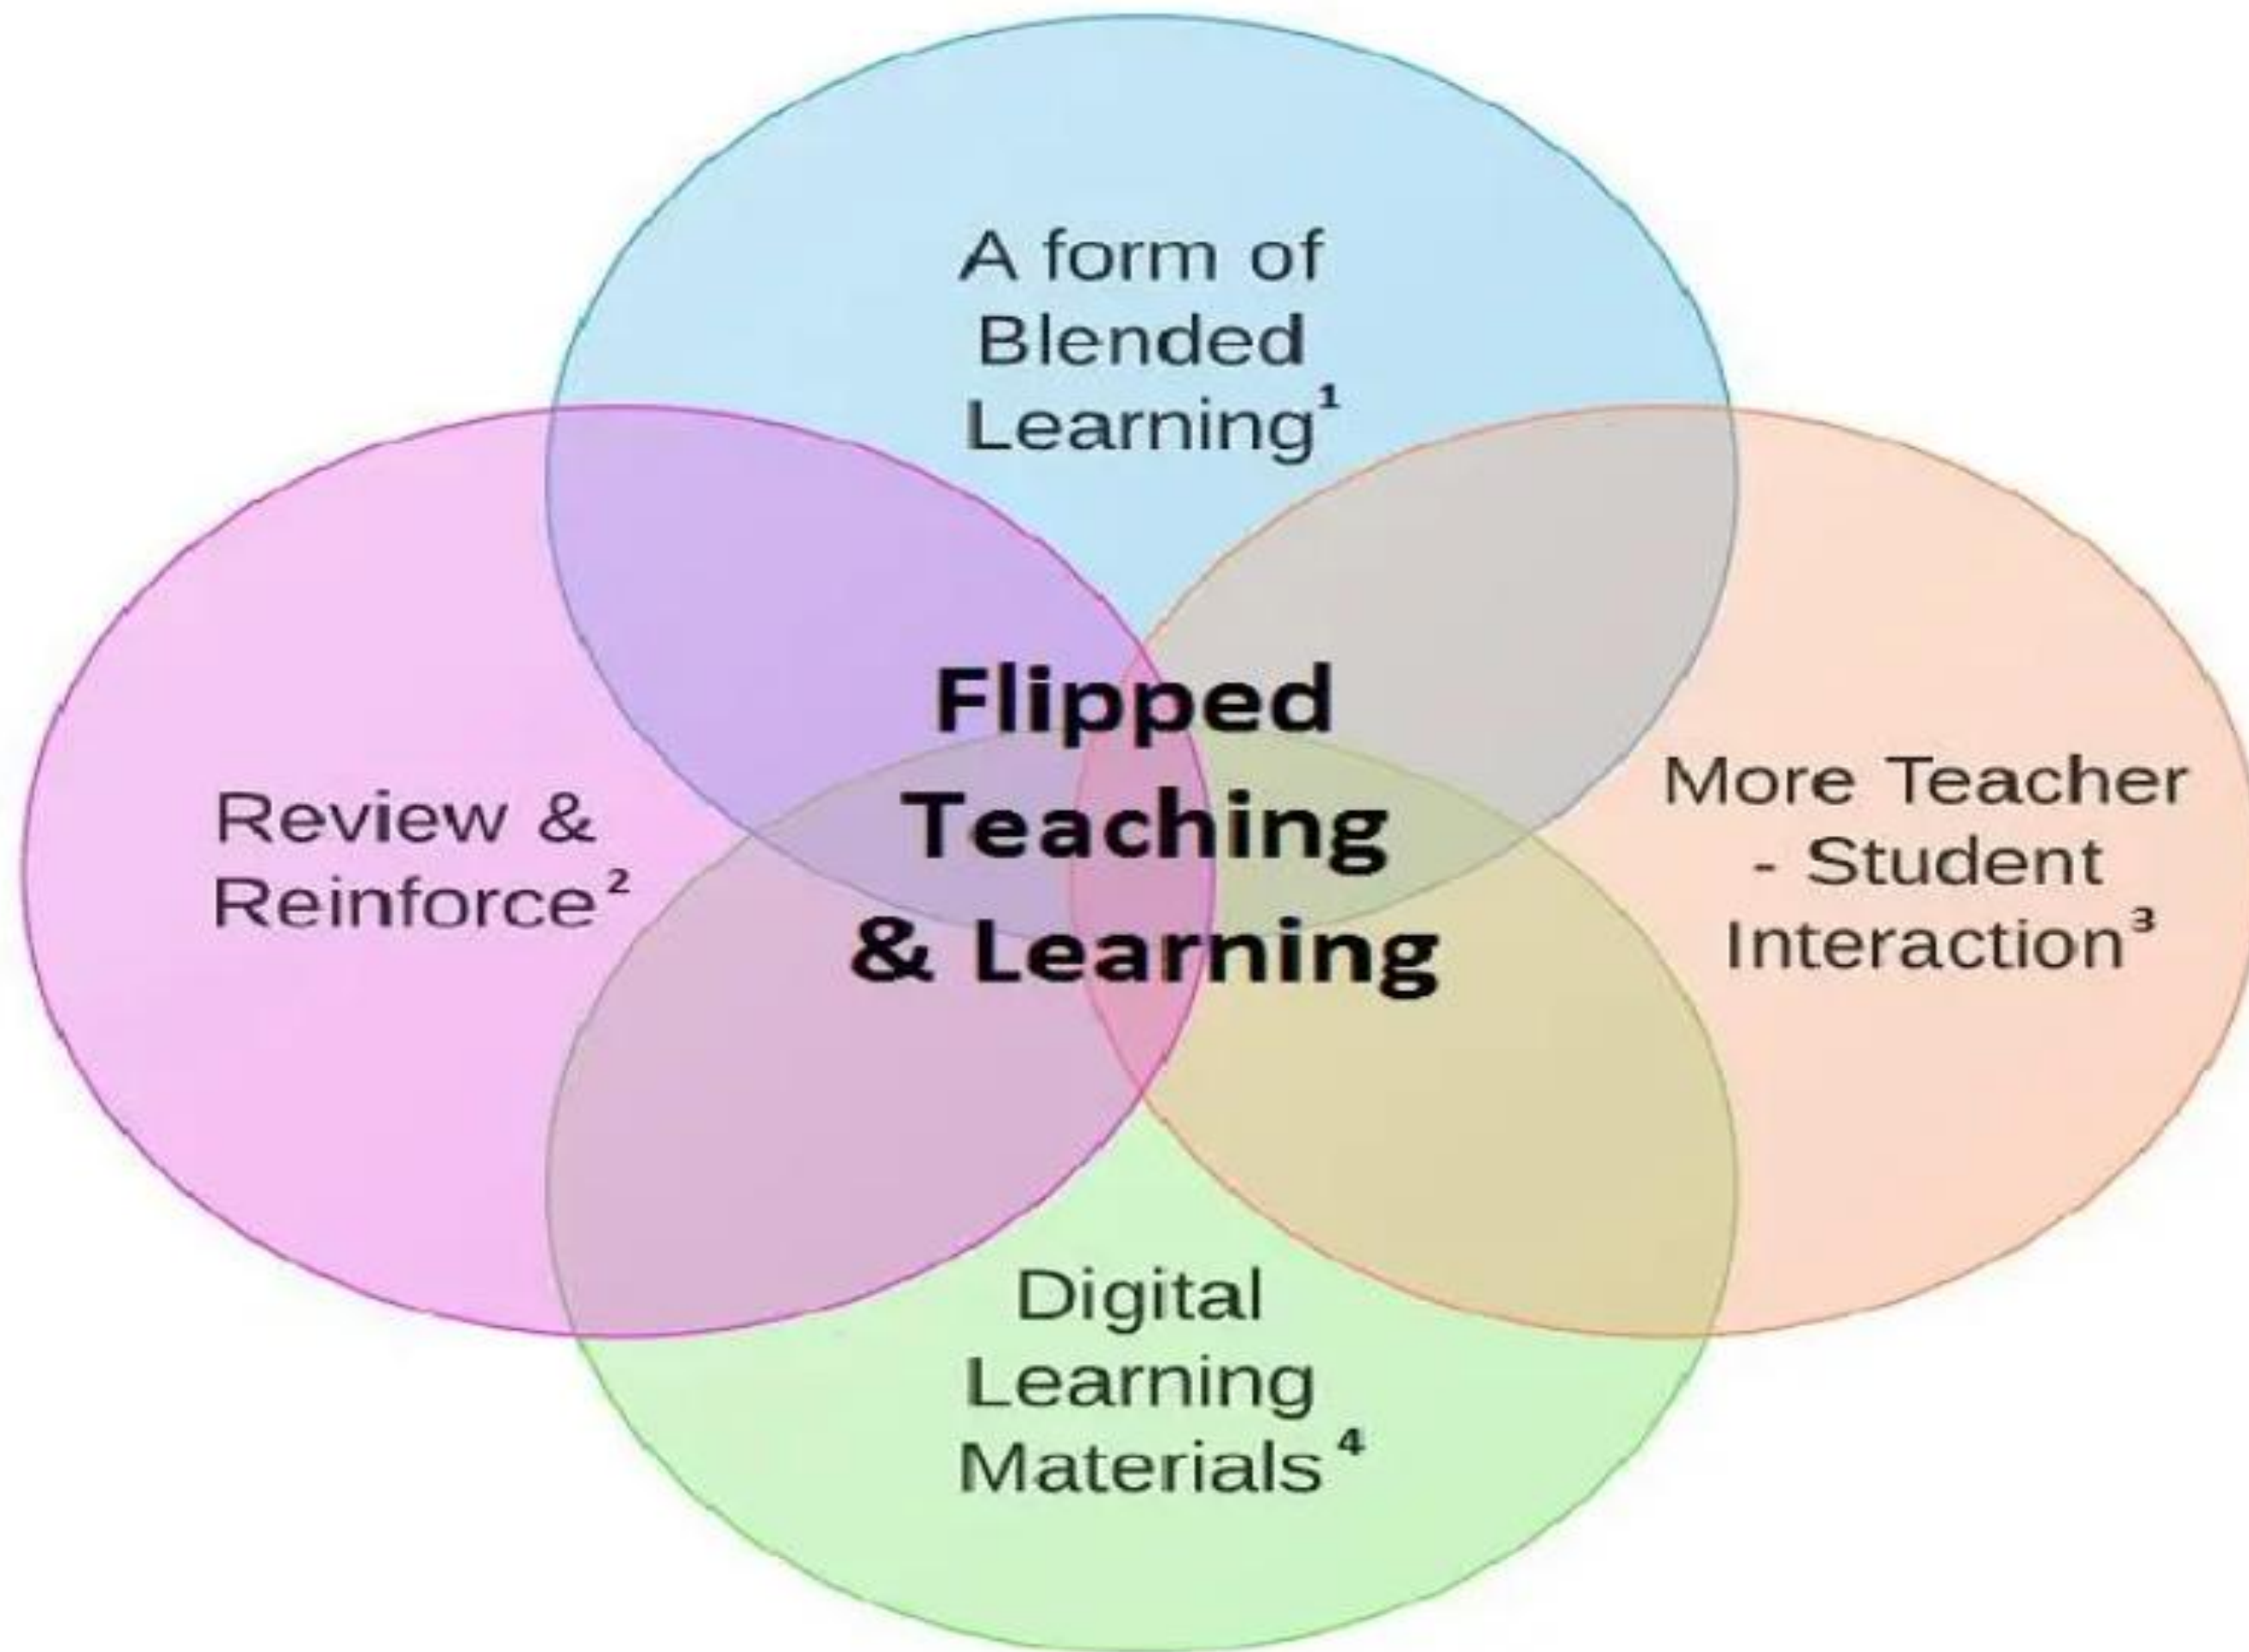 A form of
Blended
Learning¹
Flipped
Teaching
& Learning
Review &
Reinforce²
More Teacher
- Student
Interaction³
Digital
Learning
Materials⁴